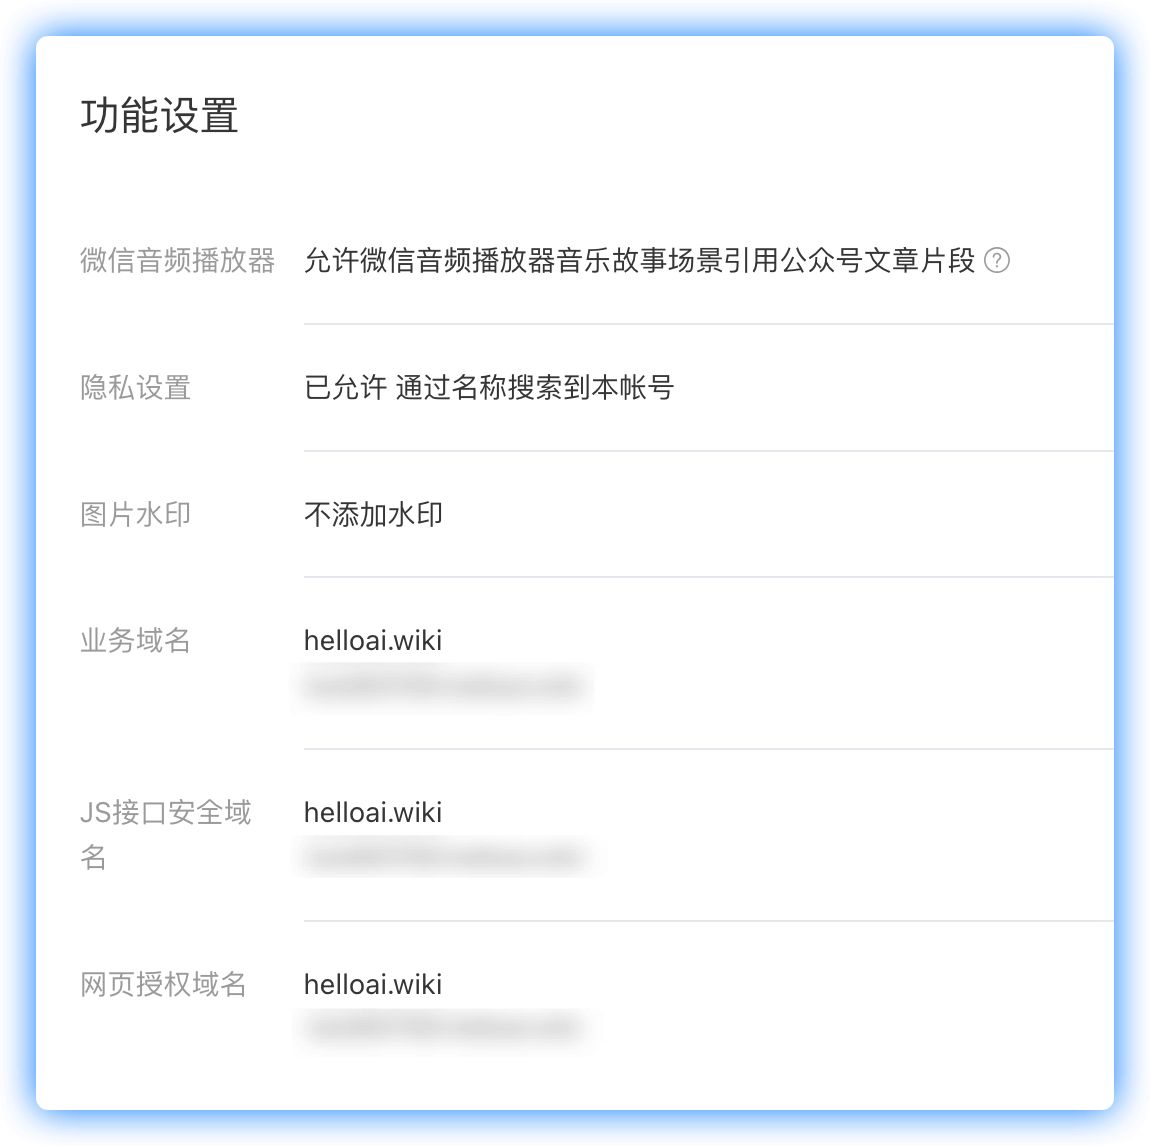 功能设置
微信音频播放器 允许微信音频播放器音乐故事场景引用公众号文章片段 ?
隐私设置 已允许 通过名称搜索到本帐号
图片水印 不添加水印
业务域名 helloai.wiki
JS接口安全域 helloai.wiki
名
网页授权域名 helloai.wiki